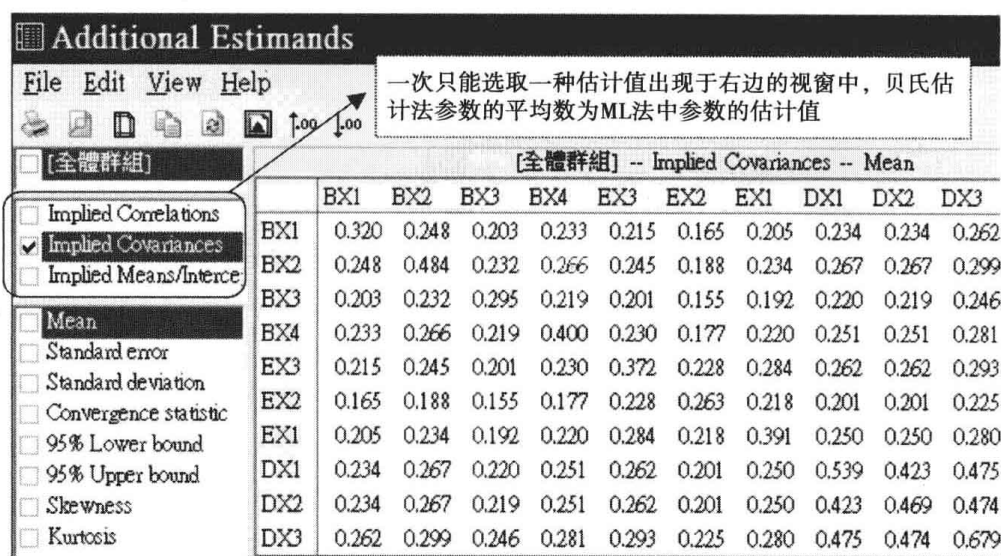 Additional Estimands
File Edit View Help
一次只能选取一种估计值出现于右边的视窗中，贝氏估
计法参数的平均数为ML法中参数的估计值
[全體群組]
Implied Correlations
Implied Covariances
Implied Means/Interce
Mean
Standard error
Standard deviation
Convergence statistic
95% Lower bound
95% Upper bound
Skewness
Kurtosis
[全體群組] -- Implied Covariances -- Mean
BX1 BX2 BX3 BX4 EX3 EX2 EX1 DX1 DX2 DX3
BX1 0.320 0.248 0.203 0.233 0.215 0.165 0.205 0.234 0.234 0.262
BX2 0.248 0.484 0.232 0.266 0.245 0.188 0.234 0.267 0.267 0.299
BX3 0.203 0.232 0.295 0.219 0.201 0.155 0.192 0.220 0.219 0.246
BX4 0.233 0.266 0.219 0.400 0.230 0.177 0.220 0.251 0.251 0.281
EX3 0.215 0.245 0.201 0.230 0.372 0.228 0.284 0.262 0.262 0.293
EX2 0.165 0.188 0.155 0.177 0.228 0.263 0.218 0.201 0.201 0.225
EX1 0.205 0.234 0.192 0.220 0.284 0.218 0.391 0.250 0.250 0.280
DX1 0.234 0.267 0.220 0.251 0.262 0.201 0.250 0.539 0.423 0.475
DX2 0.234 0.267 0.219 0.251 0.262 0.201 0.250 0.423 0.469 0.474
DX3 0.262 0.299 0.246 0.281 0.293 0.225 0.280 0.475 0.474 0.679